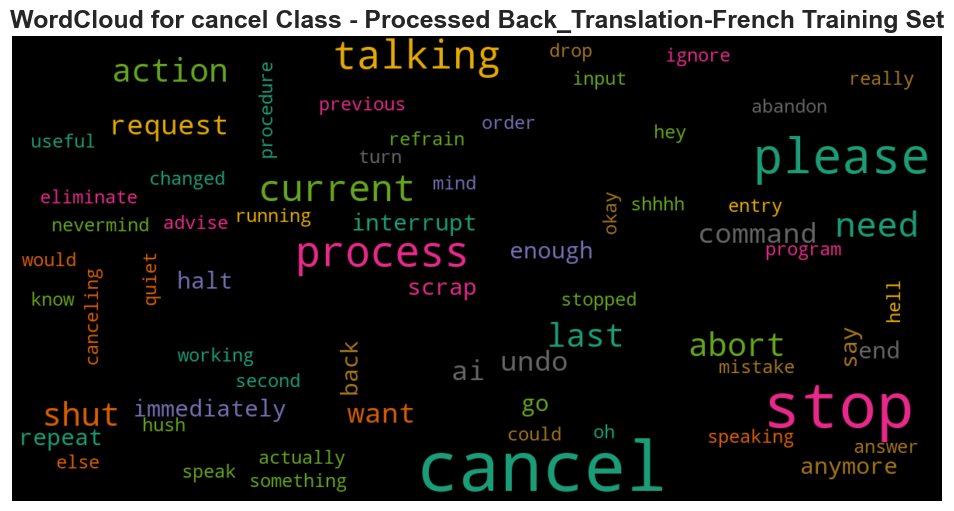 WordCloud for cancel Class - Processed Back_Translation-French Training Set
talking
drop
ignore
action
input
really
procedure
previous
abandon
request
order
hey
useful
refrain
please
turn
changed
current
mind
eliminate
okay
shhhh
entry
nevermind
advise
running
interrupt
need
command
process
enough
program
would
quiet
halt
scrap
hell
know
canceling
stopped
last
abort
say
end
working
back
undo
mistake
second
ai
stop
shut
immediately
want
go
hush
repeat
could
oh
speaking
answer
else
actually
cancel
anymore
speak
something